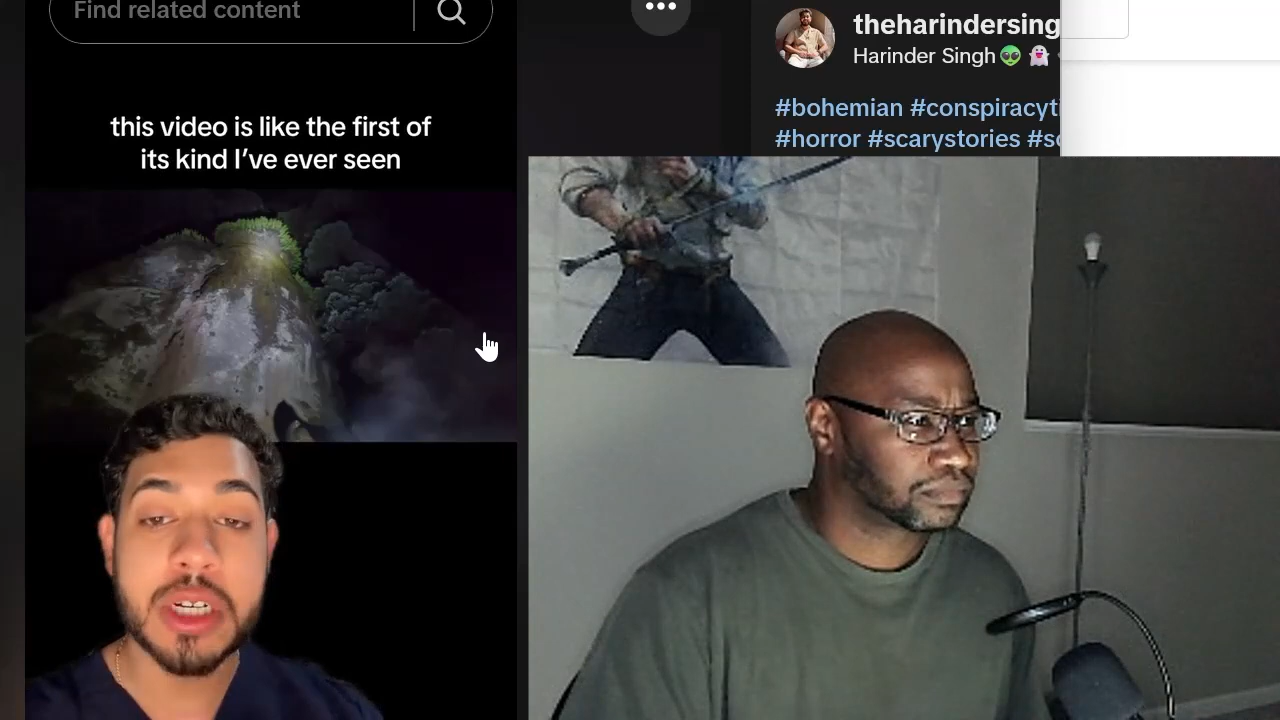 Find related content
this video is like the first of
its kind I've ever seen
theharindersing
Harinder Singh👽👻
#bohemian #conspiracyt
#horror #scarystories #s